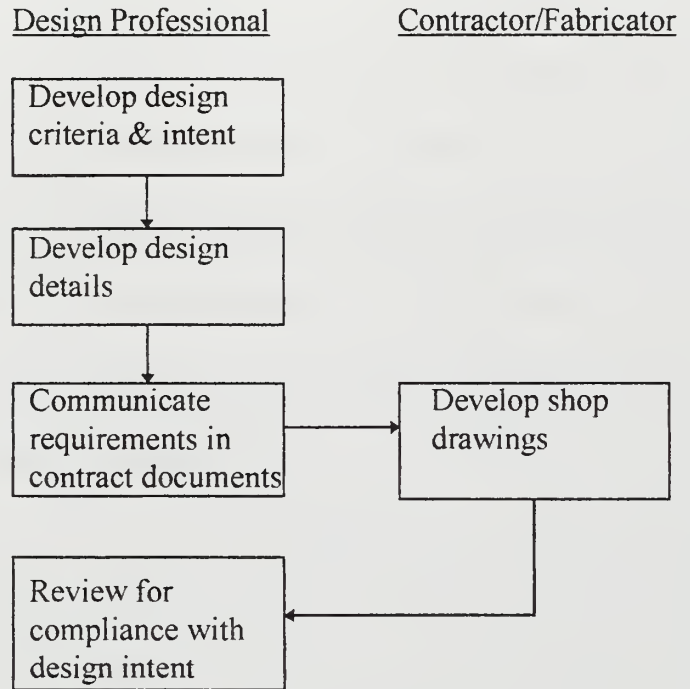 Design Professional
Contractor/Fabricator
Develop design
criteria & intent
Develop design
details
Communicate
requirements in
contract documents
Develop shop
drawings
Review for
compliance with
design intent